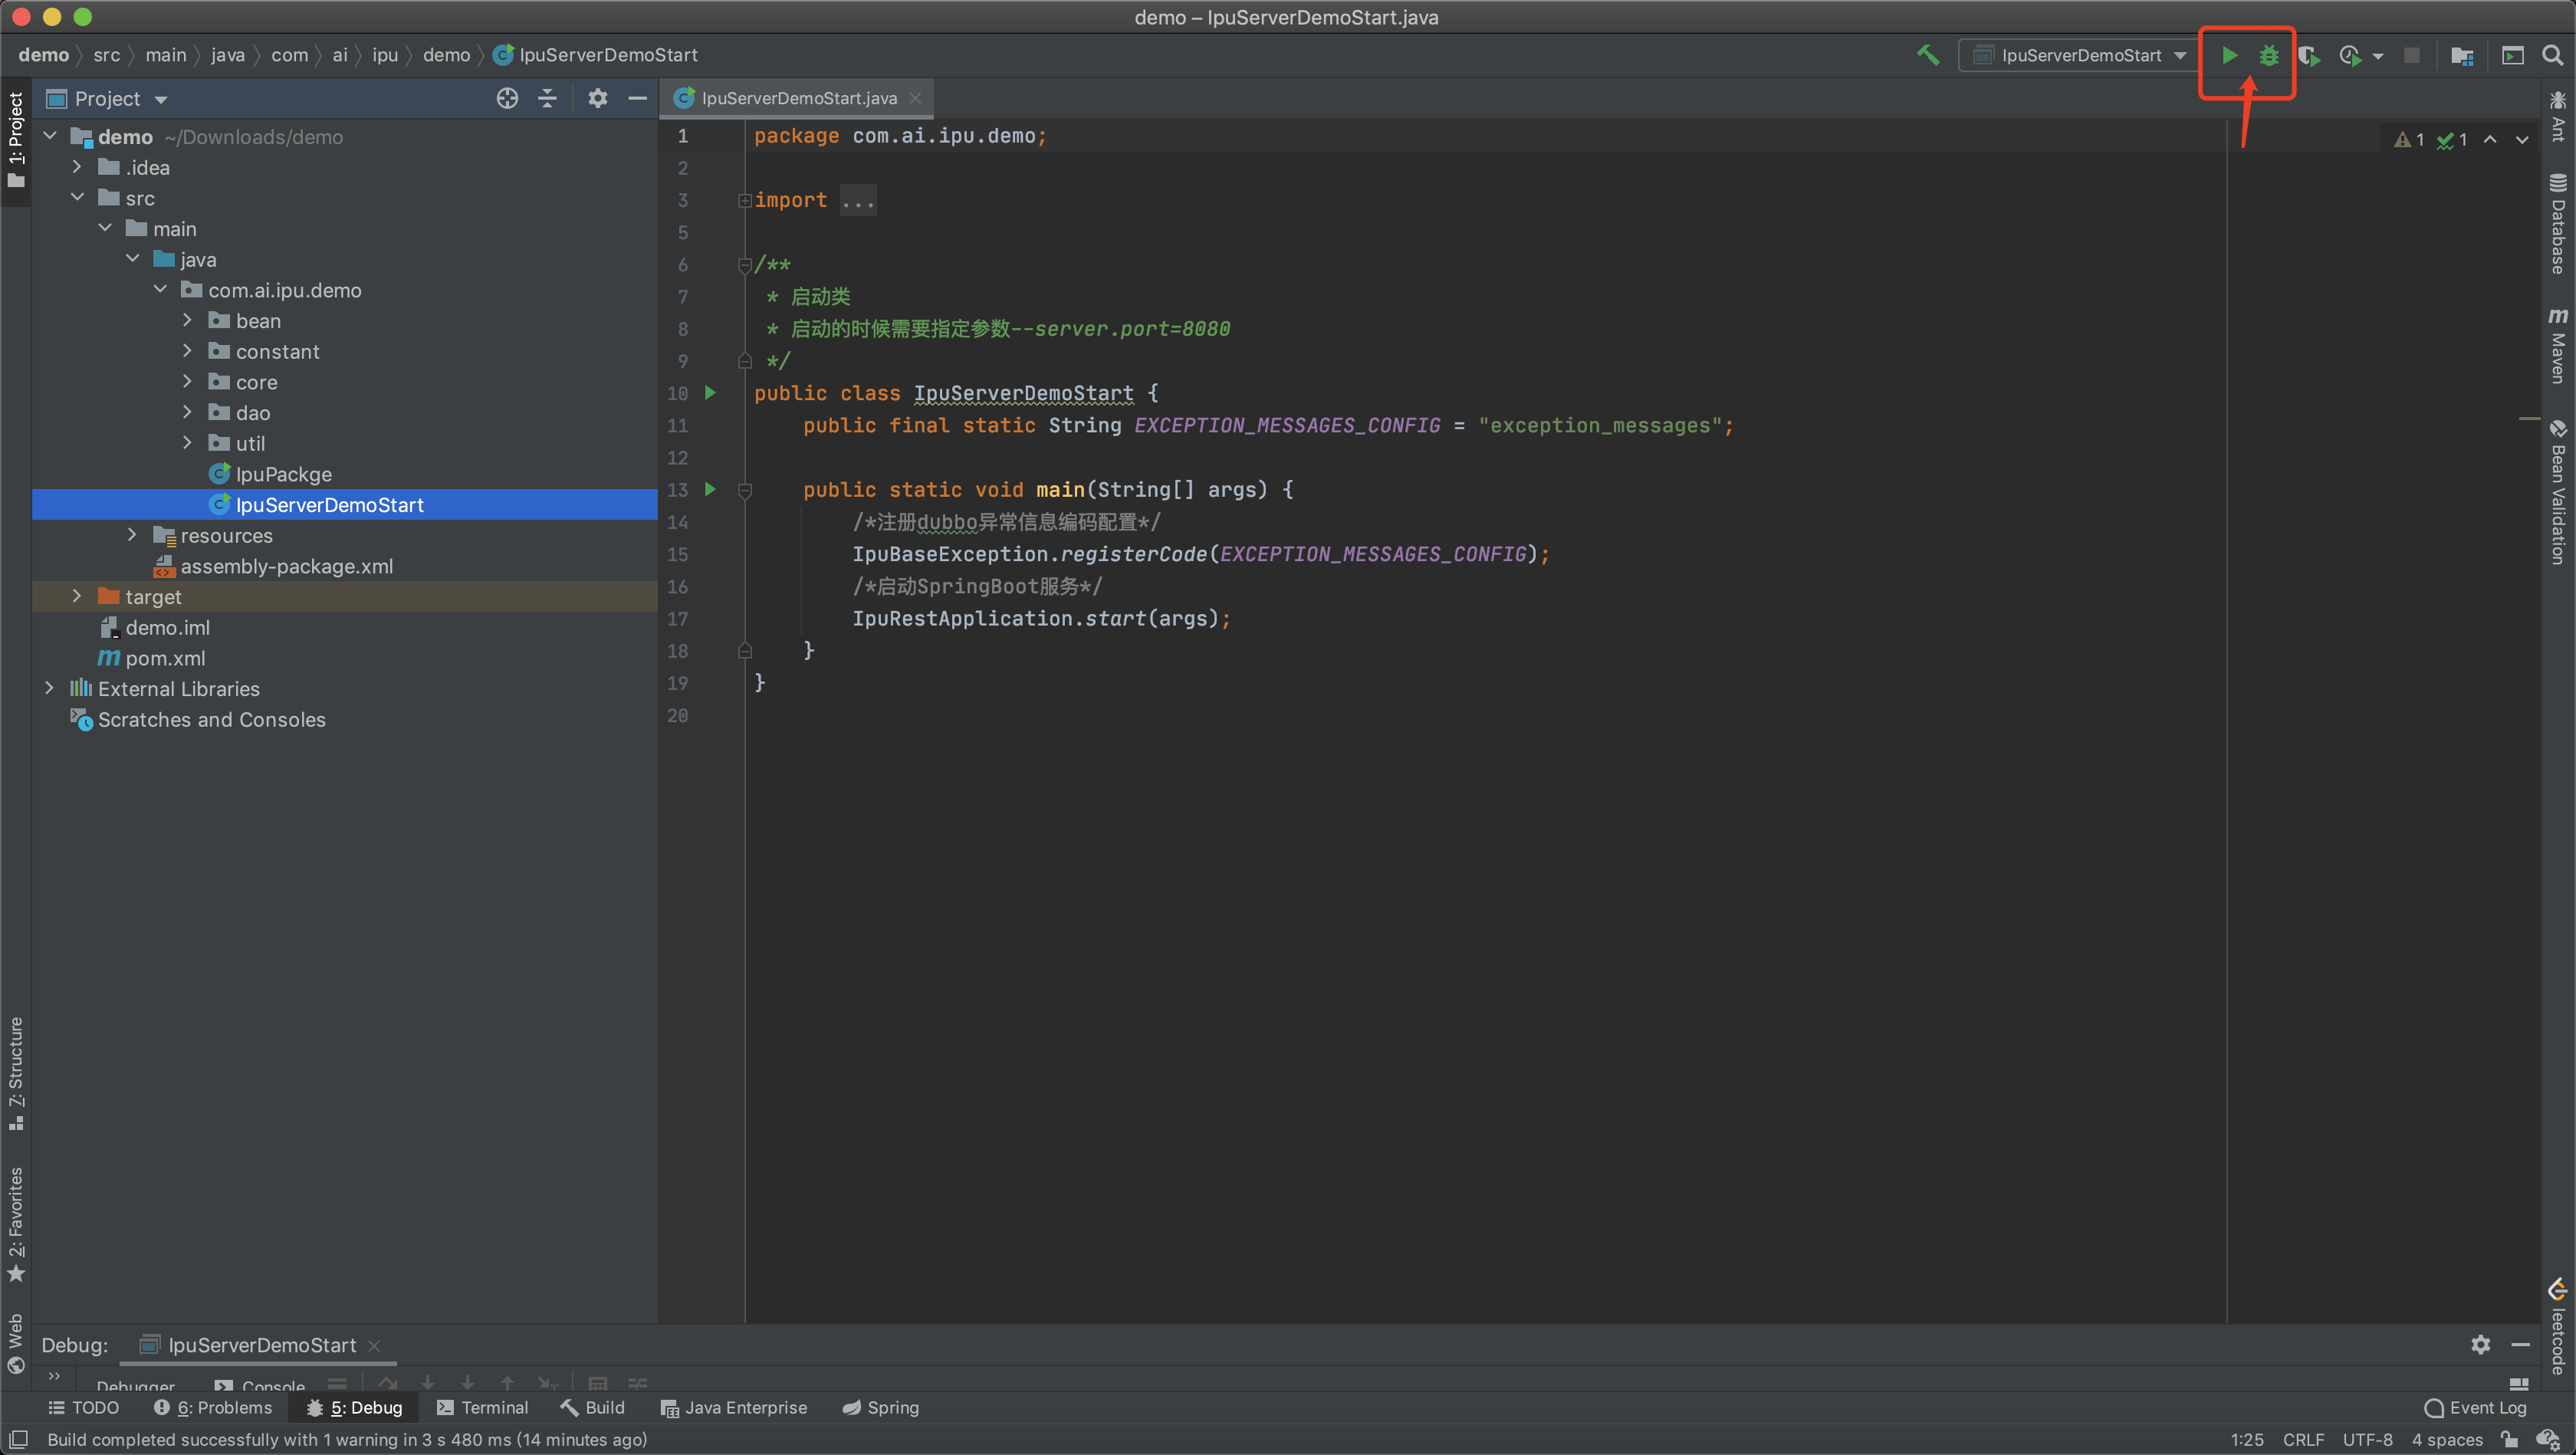 demo – IpuServerDemoStart.java
demo src main java com ai ipu demo IpuServerDemoStart
IpuServerDemoStart
1: Project
Project
IpuServerDemoStart.java
demo ~/Downloads/demo
.idea
src
main
java
com.ai.ipu.demo
bean
constant
core
dao
util
IpuPackge
IpuServerDemoStart
resources
assembly-package.xml
target
demo.iml
pom.xml
External Libraries
Scratches and Consoles
1 package com.ai.ipu.demo;
2
3 import ...
5
6 /**
7 * 启动类
8 * 启动的时候需要指定参数--server.port=8080
9 */
10 public class IpuServerDemoStart {
11 public final static String EXCEPTION_MESSAGES_CONFIG = "exception_messages";
12
13 public static void main(String[] args) {
14 /*注册dubbo异常信息编码配置*/
15 IpuBaseException.registerCode(EXCEPTION_MESSAGES_CONFIG);
16 /*启动SpringBoot服务*/
17 IpuRestApplication.start(args);
18 }
19 }
20
1 1
Ant
Database
Maven
Bean Validation
leetcode
7: Structure
2: Favorites
Web
Debug: IpuServerDemoStart
Debugger Console
TODO 6: Problems 5: Debug Terminal Build Java Enterprise Spring Event Log
Build completed successfully with 1 warning in 3 s 480 ms (14 minutes ago) 1:25 CRLF UTF-8 4 spaces